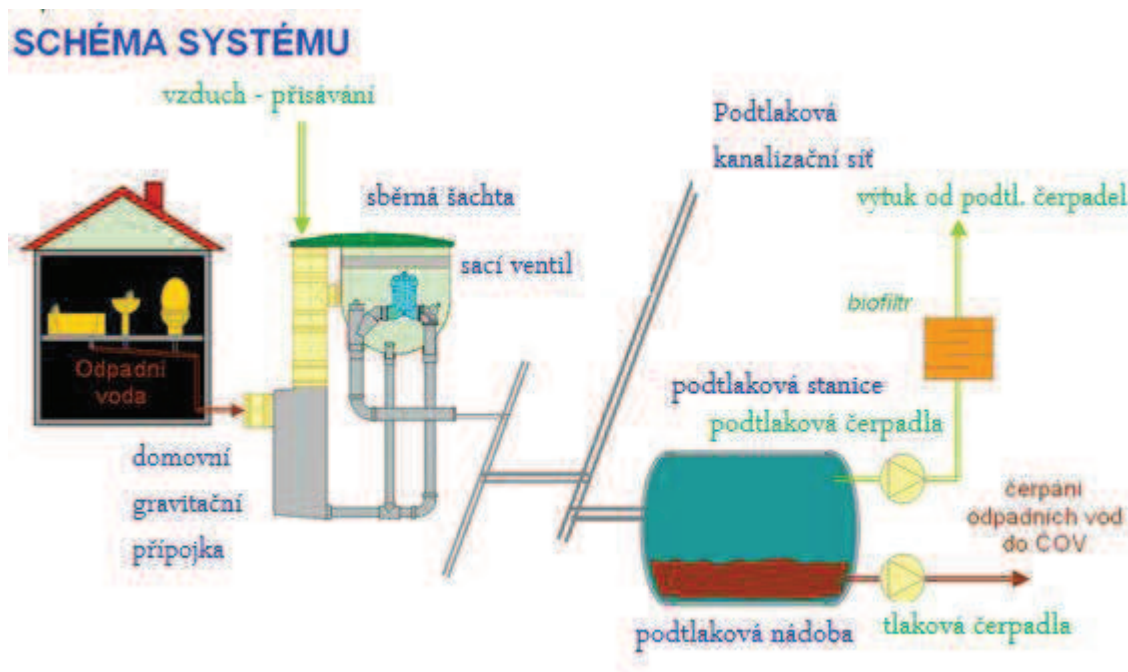 SCHÉMA SYSTÉMU
vzduch - přisávání
Podtlaková
kanalizační síť
sběrná šachta
výtuk od podtl. čerpadel
sací ventil
biofiltr
Odpadní
voda
podtlaková stanice
podtlaková čerpadla
domovní
gravitační
přípojka
čerpání
odpadních vod
do ČOV
podtlaková nádoba
tlaková čerpadla